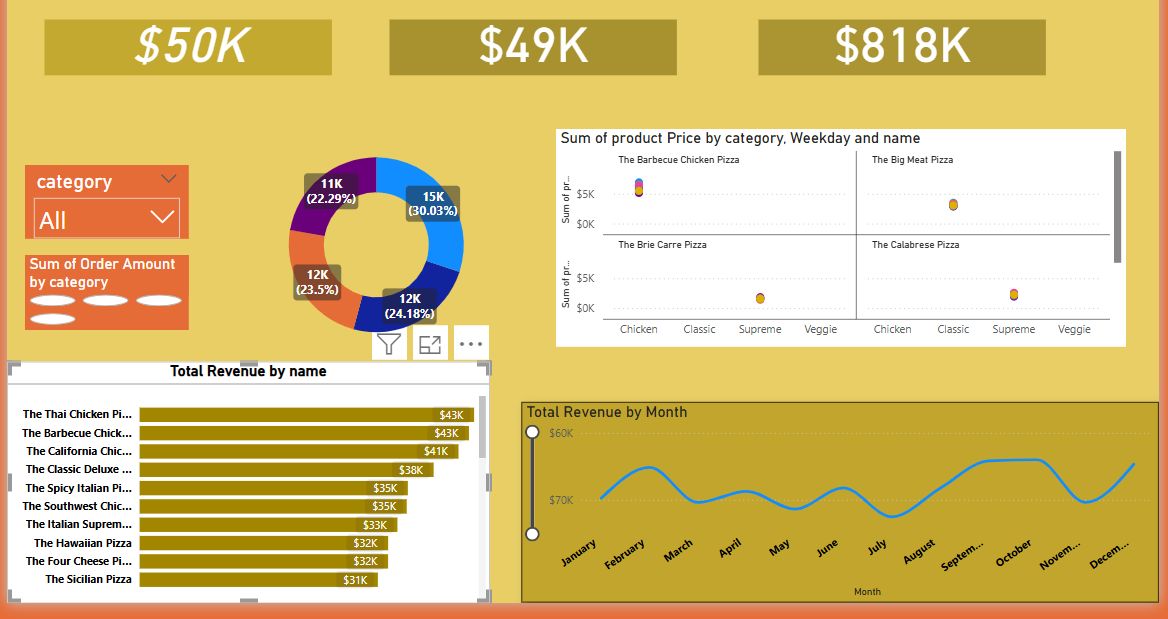 $50K
$49K
$818K
category
All
Sum of Order Amount
by category
11K
(22.29%)
15K
(30.03%)
12K
(23.5%)
12K
(24.18%)
Sum of product Price by category, Weekday and name
The Barbecue Chicken Pizza
The Big Meat Pizza
Sum of pr...
$5K
$0K
The Brie Carre Pizza
The Calabrese Pizza
Sum of pr...
$5K
$0K
Chicken
Classic
Supreme
Veggie
Chicken
Classic
Supreme
Veggie
Total Revenue by name
The Thai Chicken Pi...
$43K
The Barbecue Chick...
$43K
The California Chic...
$41K
The Classic Deluxe ...
$38K
The Spicy Italian Pi...
$35K
The Southwest Chic...
$35K
The Italian Suprem...
$33K
The Hawaiian Pizza
$32K
The Four Cheese Pi...
$32K
The Sicilian Pizza
$31K
Total Revenue by Month
$60K
$70K
January
February
March
April
May
June
July
August
Septem...
October
Novem...
Decem...
Month